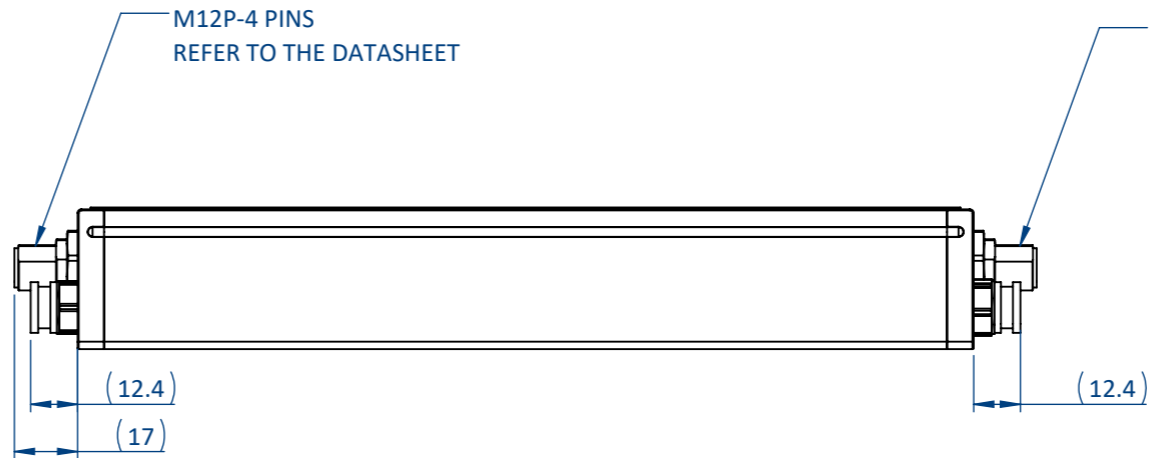 M12P-4 PINS
REFER TO THE DATASHEET
(12.4)
(12.4)
(17)